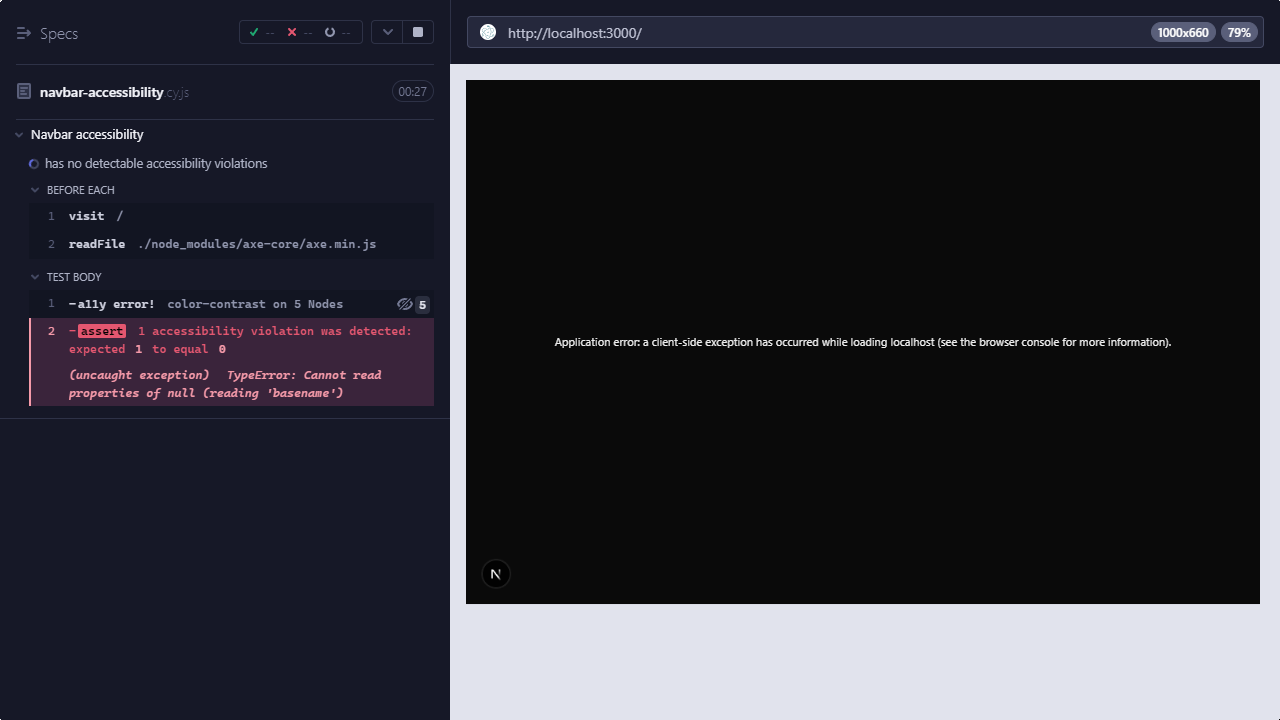 Specs
-- -- --
navbar-accessibility.cy.js
00:27
Navbar accessibility
has no detectable accessibility violations
BEFORE EACH
1 visit /
2 readFile ./node_modules/axe-core/axe.min.js
TEST BODY
1 -a11y error! color-contrast on 5 Nodes 5
2 -assert 1 accessibility violation was detected:
expected 1 to equal 0
(uncaught exception) TypeError: Cannot read
properties of null (reading 'basename')
http://localhost:3000/
1000x660
79%
Application error: a client-side exception has occurred while loading localhost (see the browser console for more information).
N